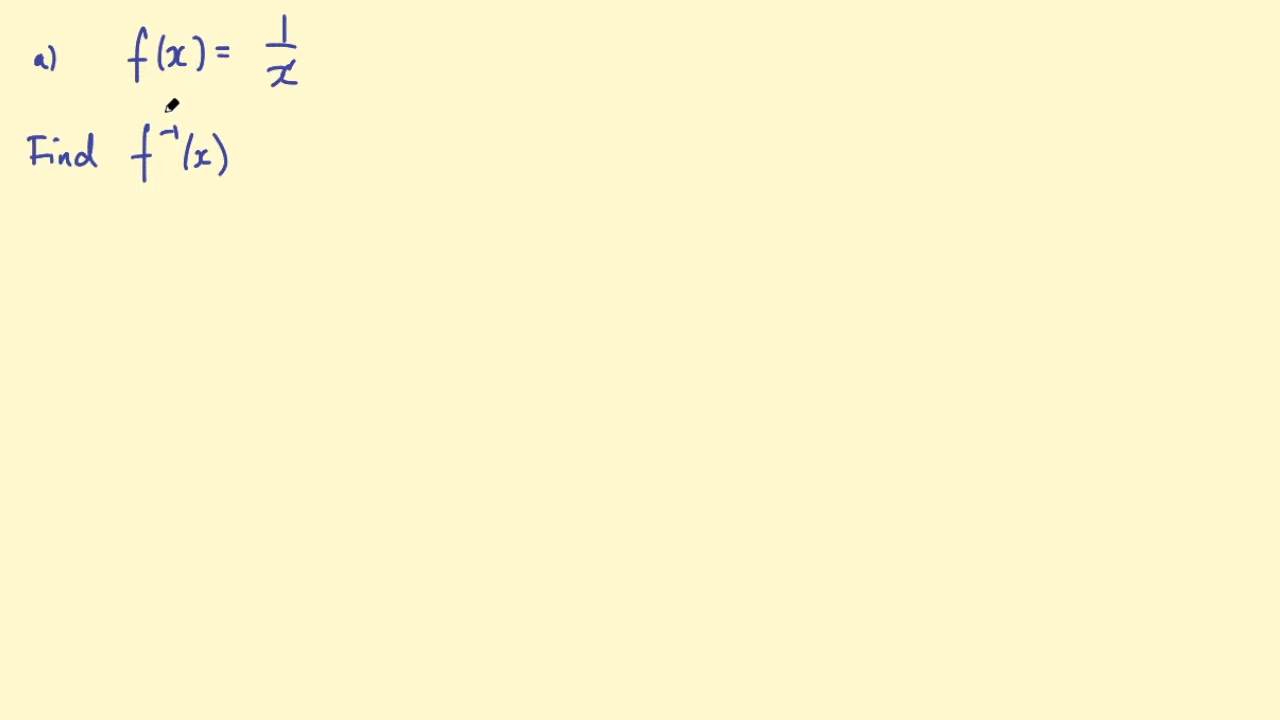 a) f(x) = 1/x
Find f⁻¹(x)